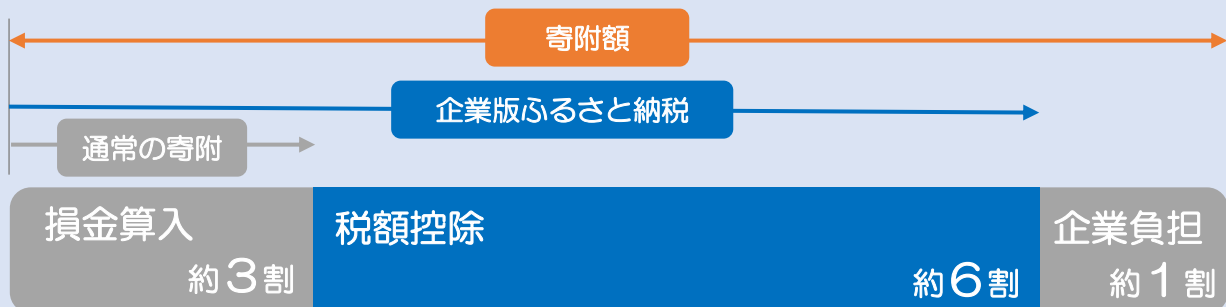 寄附額
企業版ふるさと納税
通常の寄附
損金算入
約3割
税額控除
約6割
企業負担
約1割